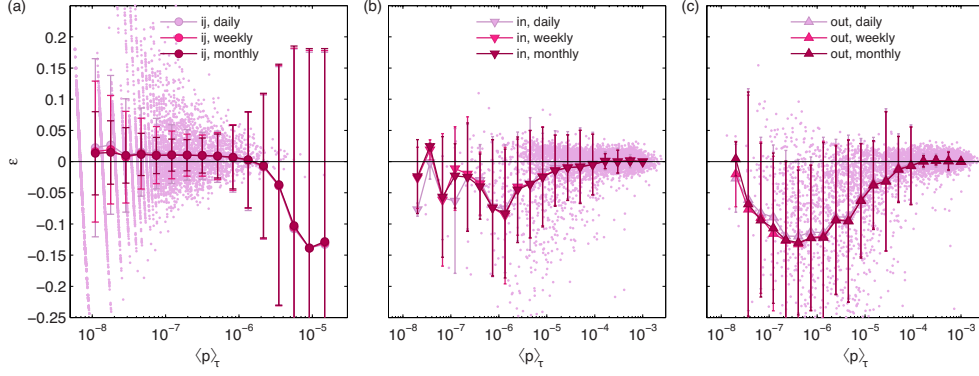 (a)
ij, daily
ij, weekly
ij, monthly
0.2
0.15
0.1
0.05
0
−0.05
−0.1
−0.15
−0.2
−0.25
ε
10⁻⁸ 10⁻⁷ 10⁻⁶ 10⁻⁵
⟨p⟩τ
(b)
in, daily
in, weekly
in, monthly
10⁻⁸ 10⁻⁷ 10⁻⁶ 10⁻⁵ 10⁻⁴ 10⁻³
⟨p⟩τ
(c)
out, daily
out, weekly
out, monthly
10⁻⁸ 10⁻⁷ 10⁻⁶ 10⁻⁵ 10⁻⁴ 10⁻³
⟨p⟩τ